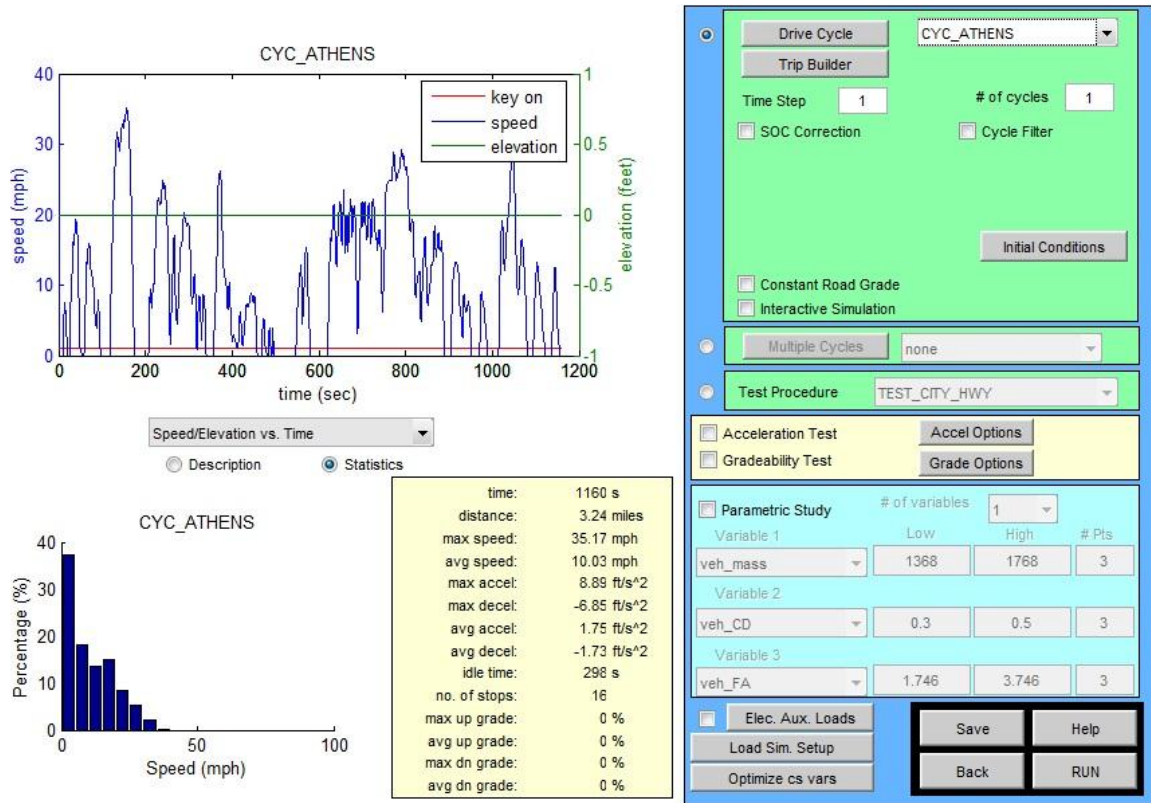 CYC_ATHENS
40
30
20
10
0
speed (mph)
key on
speed
elevation
1
0.5
0
-0.5
-1
elevation (feet)
0 200 400 600 800 1000 1200
time (sec)
Speed/Elevation vs. Time
Description Statistics
CYC_ATHENS
40
30
20
10
0
Percentage (%)
0 50 100
Speed (mph)
time: 1160 s
distance: 3.24 miles
max speed: 35.17 mph
avg speed: 10.03 mph
max accel: 8.89 ft/s^2
max decel: -6.85 ft/s^2
avg accel: 1.75 ft/s^2
avg decel: -1.73 ft/s^2
idle time: 298 s
no. of stops: 16
max up grade: 0 %
avg up grade: 0 %
max dn grade: 0 %
avg dn grade: 0 %
Drive Cycle CYC_ATHENS
Trip Builder
Time Step 1 # of cycles 1
SOC Correction Cycle Filter
Initial Conditions
Constant Road Grade
Interactive Simulation
Multiple Cycles none
Test Procedure TEST_CITY_HWY
Acceleration Test Accel Options
Gradeability Test Grade Options
Parametric Study # of variables 1
Variable 1 Low High # Pts
veh_mass 1368 1768 3
Variable 2
veh_CD 0.3 0.5 3
Variable 3
veh_FA 1.746 3.746 3
Elec. Aux. Loads
Load Sim. Setup
Optimize cs vars
Save Help
Back RUN